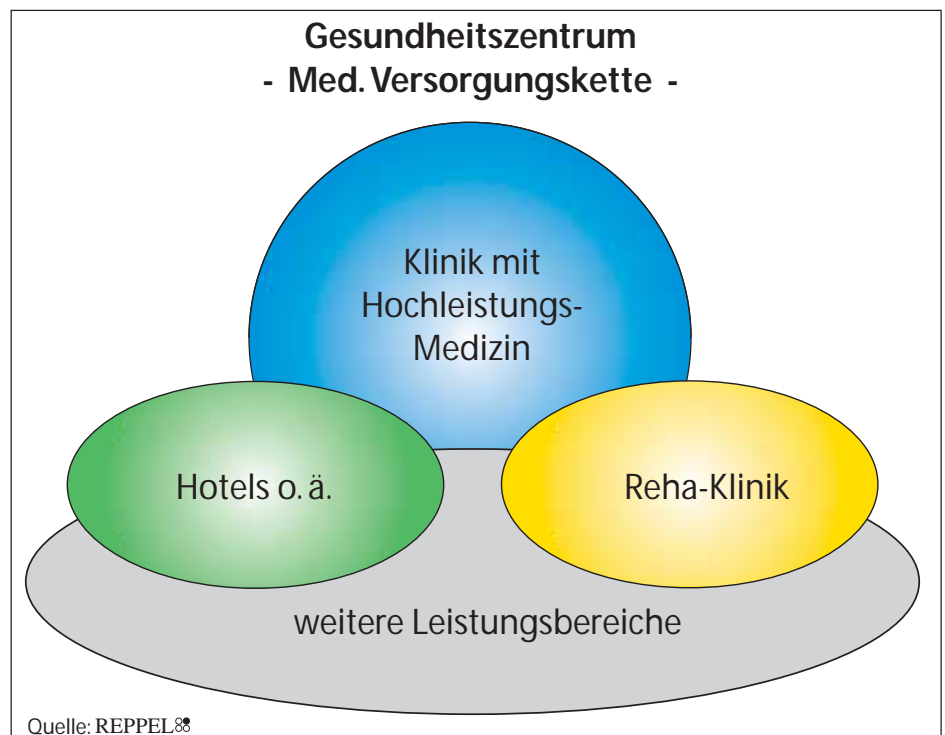 Gesundheitszentrum
- Med. Versorgungskette -
Klinik mit
Hochleistungs-
Medizin
Hotels o. ä.
Reha-Klinik
weitere Leistungsbereiche
Quelle: REPPEL